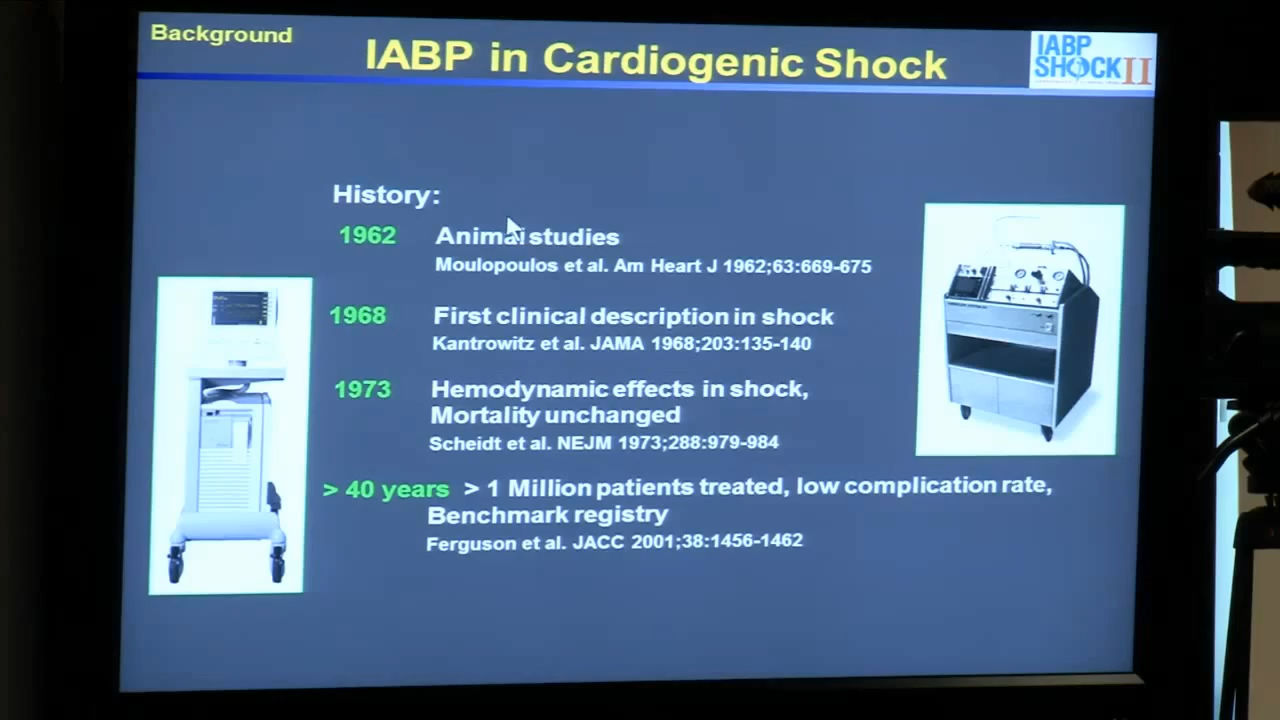 Background
IABP in Cardiogenic Shock
IABP
SHOCK II
History:
1962 Animal studies
Moulopoulos et al. Am Heart J 1962;63:669-675
1968 First clinical description in shock
Kantrowitz et al. JAMA 1968;203:135-140
1973 Hemodynamic effects in shock,
Mortality unchanged
Scheidt et al. NEJM 1973;288:979-984
> 40 years > 1 Million patients treated, low complication rate,
Benchmark registry
Ferguson et al. JACC 2001;38:1456-1462